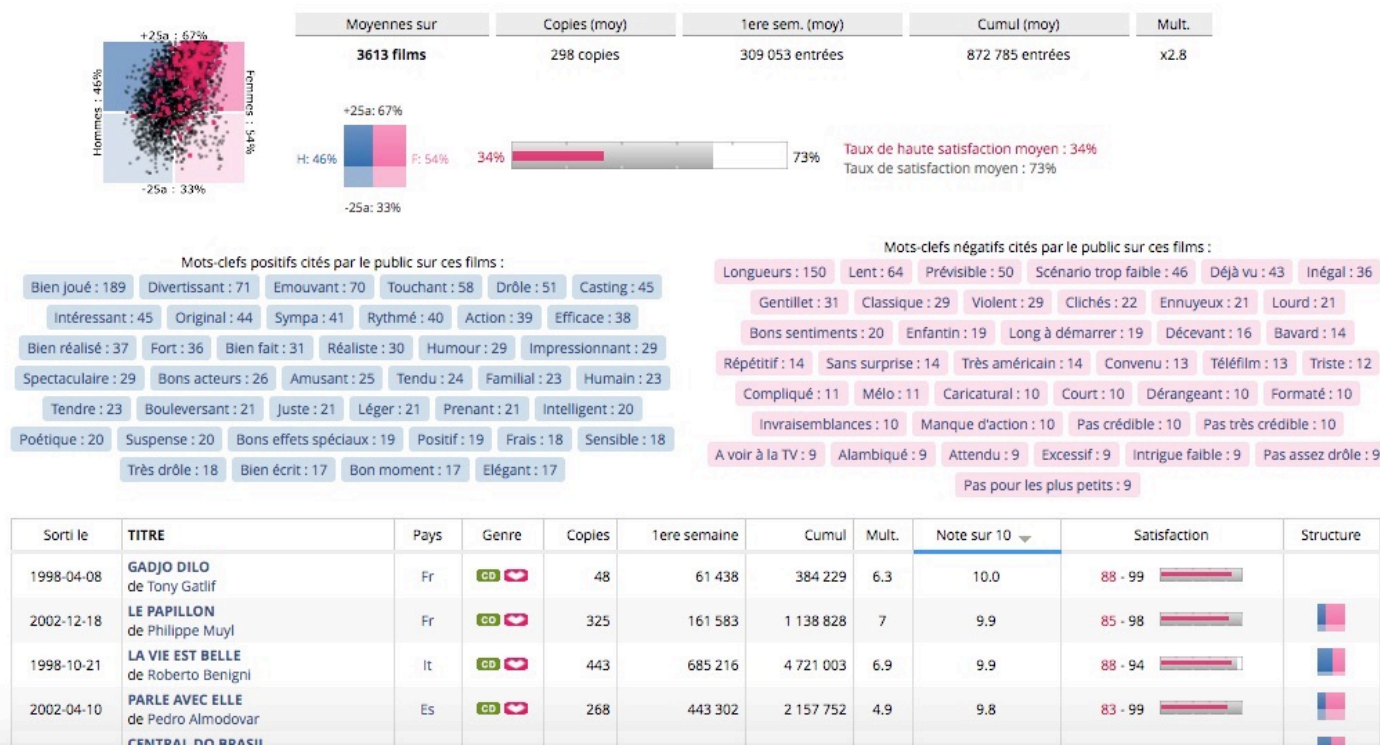 +25a : 67%
Hommes : 46%
Femmes : 54%
-25a : 33%
Moyennes sur Copies (moy) 1ere sem. (moy) Cumul (moy) Mult.
3613 films 298 copies 309 053 entrées 872 785 entrées x2.8
+25a: 67%
H: 46% F: 54%
-25a: 33%
34% 73%
Taux de haute satisfaction moyen : 34%
Taux de satisfaction moyen : 73%
Mots-clefs positifs cités par le public sur ces films :
Bien joué : 189 Divertissant : 71 Emouvant : 70 Touchant : 58 Drôle : 51 Casting : 45
Intéressant : 45 Original : 44 Sympa : 41 Rythmé : 40 Action : 39 Efficace : 38
Bien réalisé : 37 Fort : 36 Bien fait : 31 Réaliste : 30 Humour : 29 Impressionnant : 29
Spectaculaire : 29 Bons acteurs : 26 Amusant : 25 Tendu : 24 Familial : 23 Humain : 23
Tendre : 23 Bouleversant : 21 Juste : 21 Léger : 21 Prenant : 21 Intelligent : 20
Poétique : 20 Suspense : 20 Bons effets spéciaux : 19 Positif : 19 Frais : 18 Sensible : 18
Très drôle : 18 Bien écrit : 17 Bon moment : 17 Elégant : 17
Mots-clefs négatifs cités par le public sur ces films :
Longueurs : 150 Lent : 64 Prévisible : 50 Scénario trop faible : 46 Déjà vu : 43 Inégal : 36
Gentillet : 31 Classique : 29 Violent : 29 Clichés : 22 Ennuyeux : 21 Lourd : 21
Bons sentiments : 20 Enfantin : 19 Long à démarrer : 19 Décevant : 16 Bavard : 14
Répétitif : 14 Sans surprise : 14 Très américain : 14 Convenu : 13 Téléfilm : 13 Triste : 12
Compliqué : 11 Mélo : 11 Caricatural : 10 Court : 10 Dérangeant : 10 Formaté : 10
Invraisemblances : 10 Manque d'action : 10 Pas crédible : 10 Pas très crédible : 10
A voir à la TV : 9 Alambiqué : 9 Attendu : 9 Excessif : 9 Intrigue faible : 9 Pas assez drôle : 9
Pas pour les plus petits : 9
Sorti le TITRE Pays Genre Copies 1ere semaine Cumul Mult. Note sur 10 Satisfaction Structure
1998-04-08 GADJO DILO Fr CD 48 61 438 384 229 6.3 10.0 88 - 99
de Tony Gatlif
2002-12-18 LE PAPILLON Fr CO 325 161 583 1 138 828 7 9.9 85 - 98
de Philippe Muyl
1998-10-21 LA VIE EST BELLE It CD 443 685 216 4 721 003 6.9 9.9 88 - 94
de Roberto Benigni
2002-04-10 PARLE AVEC ELLE Es CD 268 443 302 2 157 752 4.9 9.8 83 - 99
de Pedro Almodovar
CENTRAL DO BRASIL